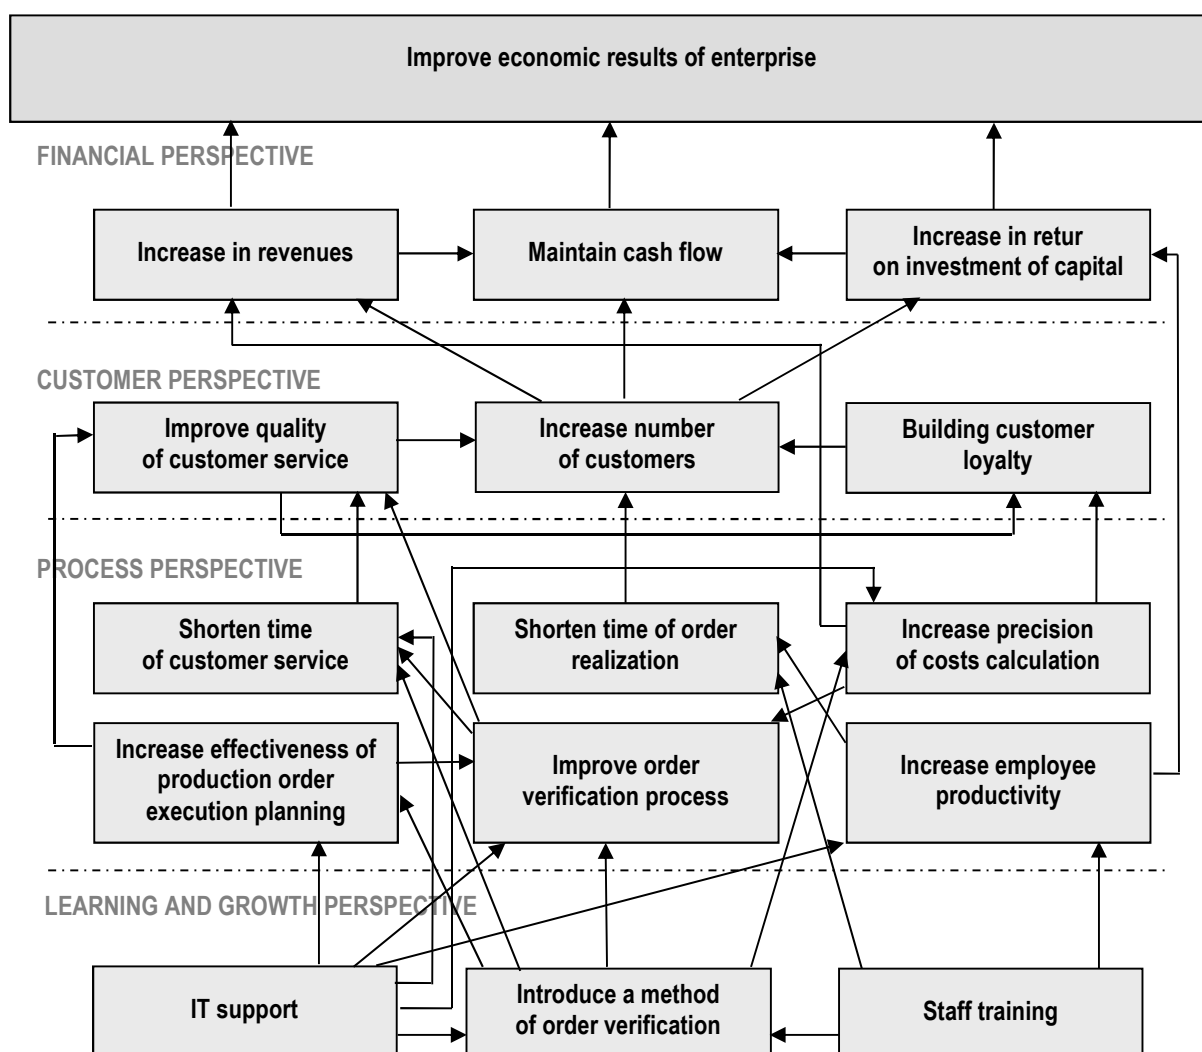 Improve economic results of enterprise
FINANCIAL PERSPECTIVE
Increase in revenues
Maintain cash flow
Increase in retur
on investment of capital
CUSTOMER PERSPECTIVE
Improve quality
of customer service
Increase number
of customers
Building customer
loyalty
PROCESS PERSPECTIVE
Shorten time
of customer service
Shorten time of order
realization
Increase precision
of costs calculation
Increase effectiveness of
production order
execution planning
Improve order
verification process
Increase employee
productivity
LEARNING AND GROWTH PERSPECTIVE
IT support
Introduce a method
of order verification
Staff training